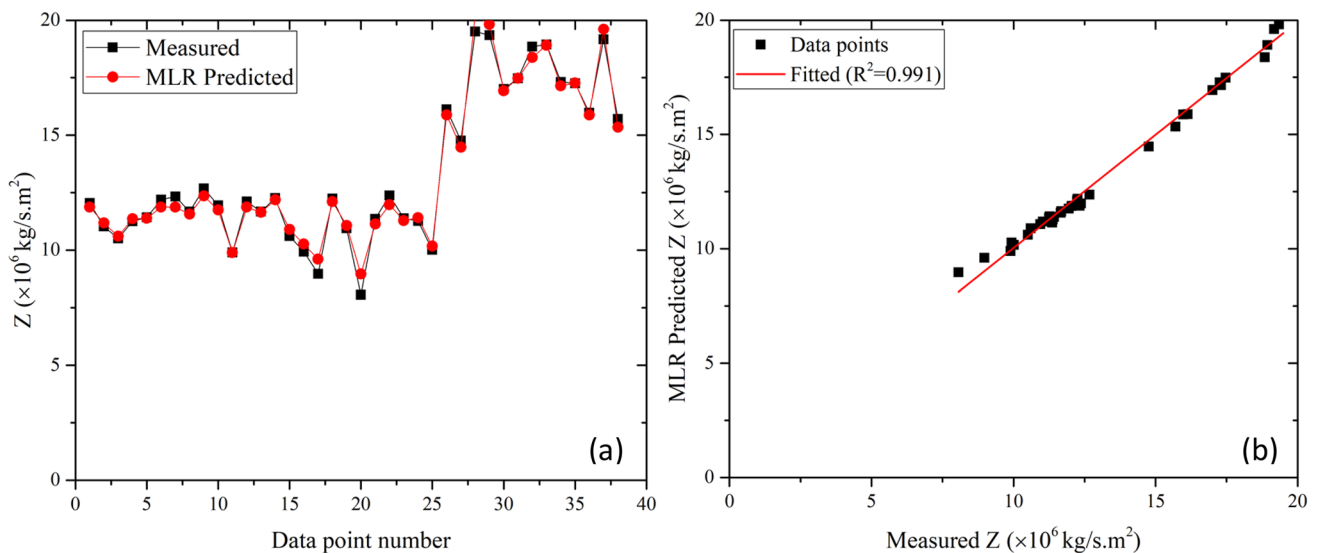 20
15
10
5
0
Z (×10⁶ kg/s.m²)
Measured
MLR Predicted
(a)
0 5 10 15 20 25 30 35 40
Data point number
20
15
10
5
0
MLR Predicted Z (×10⁶ kg/s.m²)
Data points
Fitted (R²=0.991)
(b)
0 5 10 15 20
Measured Z (×10⁶ kg/s.m²)